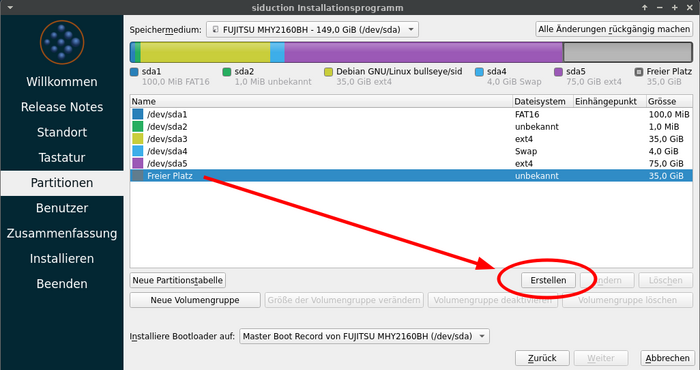 siduction Installationsprogramm
Willkommen
Release Notes
Standort
Tastatur
Partitionen
Benutzer
Zusammenfassung
Installieren
Beenden
Speichermedium: FUJITSU MHY2160BH - 149,0 GiB (/dev/sda) Alle Änderungen rückgängig machen
sda1 sda2 Debian GNU/Linux bullseye/sid sda4 sda5 Freier Platz
100,0 MiB FAT16 1,0 MiB unbekannt 35,0 GiB ext4 4,0 GiB Swap 75,0 GiB ext4 35,0 GiB
Name Dateisystem Einhängepunkt Grösse
/dev/sda1 FAT16 100,0 MiB
/dev/sda2 unbekannt 1,0 MiB
/dev/sda3 ext4 35,0 GiB
/dev/sda4 Swap 4,0 GiB
/dev/sda5 ext4 75,0 GiB
Freier Platz unbekannt 35,0 GiB
Neue Partitionstabelle Erstellen Ändern Löschen
Neue Volumengruppe Größe der Volumengruppe verändern Volumengruppe deaktivieren Volumengruppe löschen
Installiere Bootloader auf: Master Boot Record von FUJITSU MHY2160BH (/dev/sda)
Zurück Weiter Abbrechen